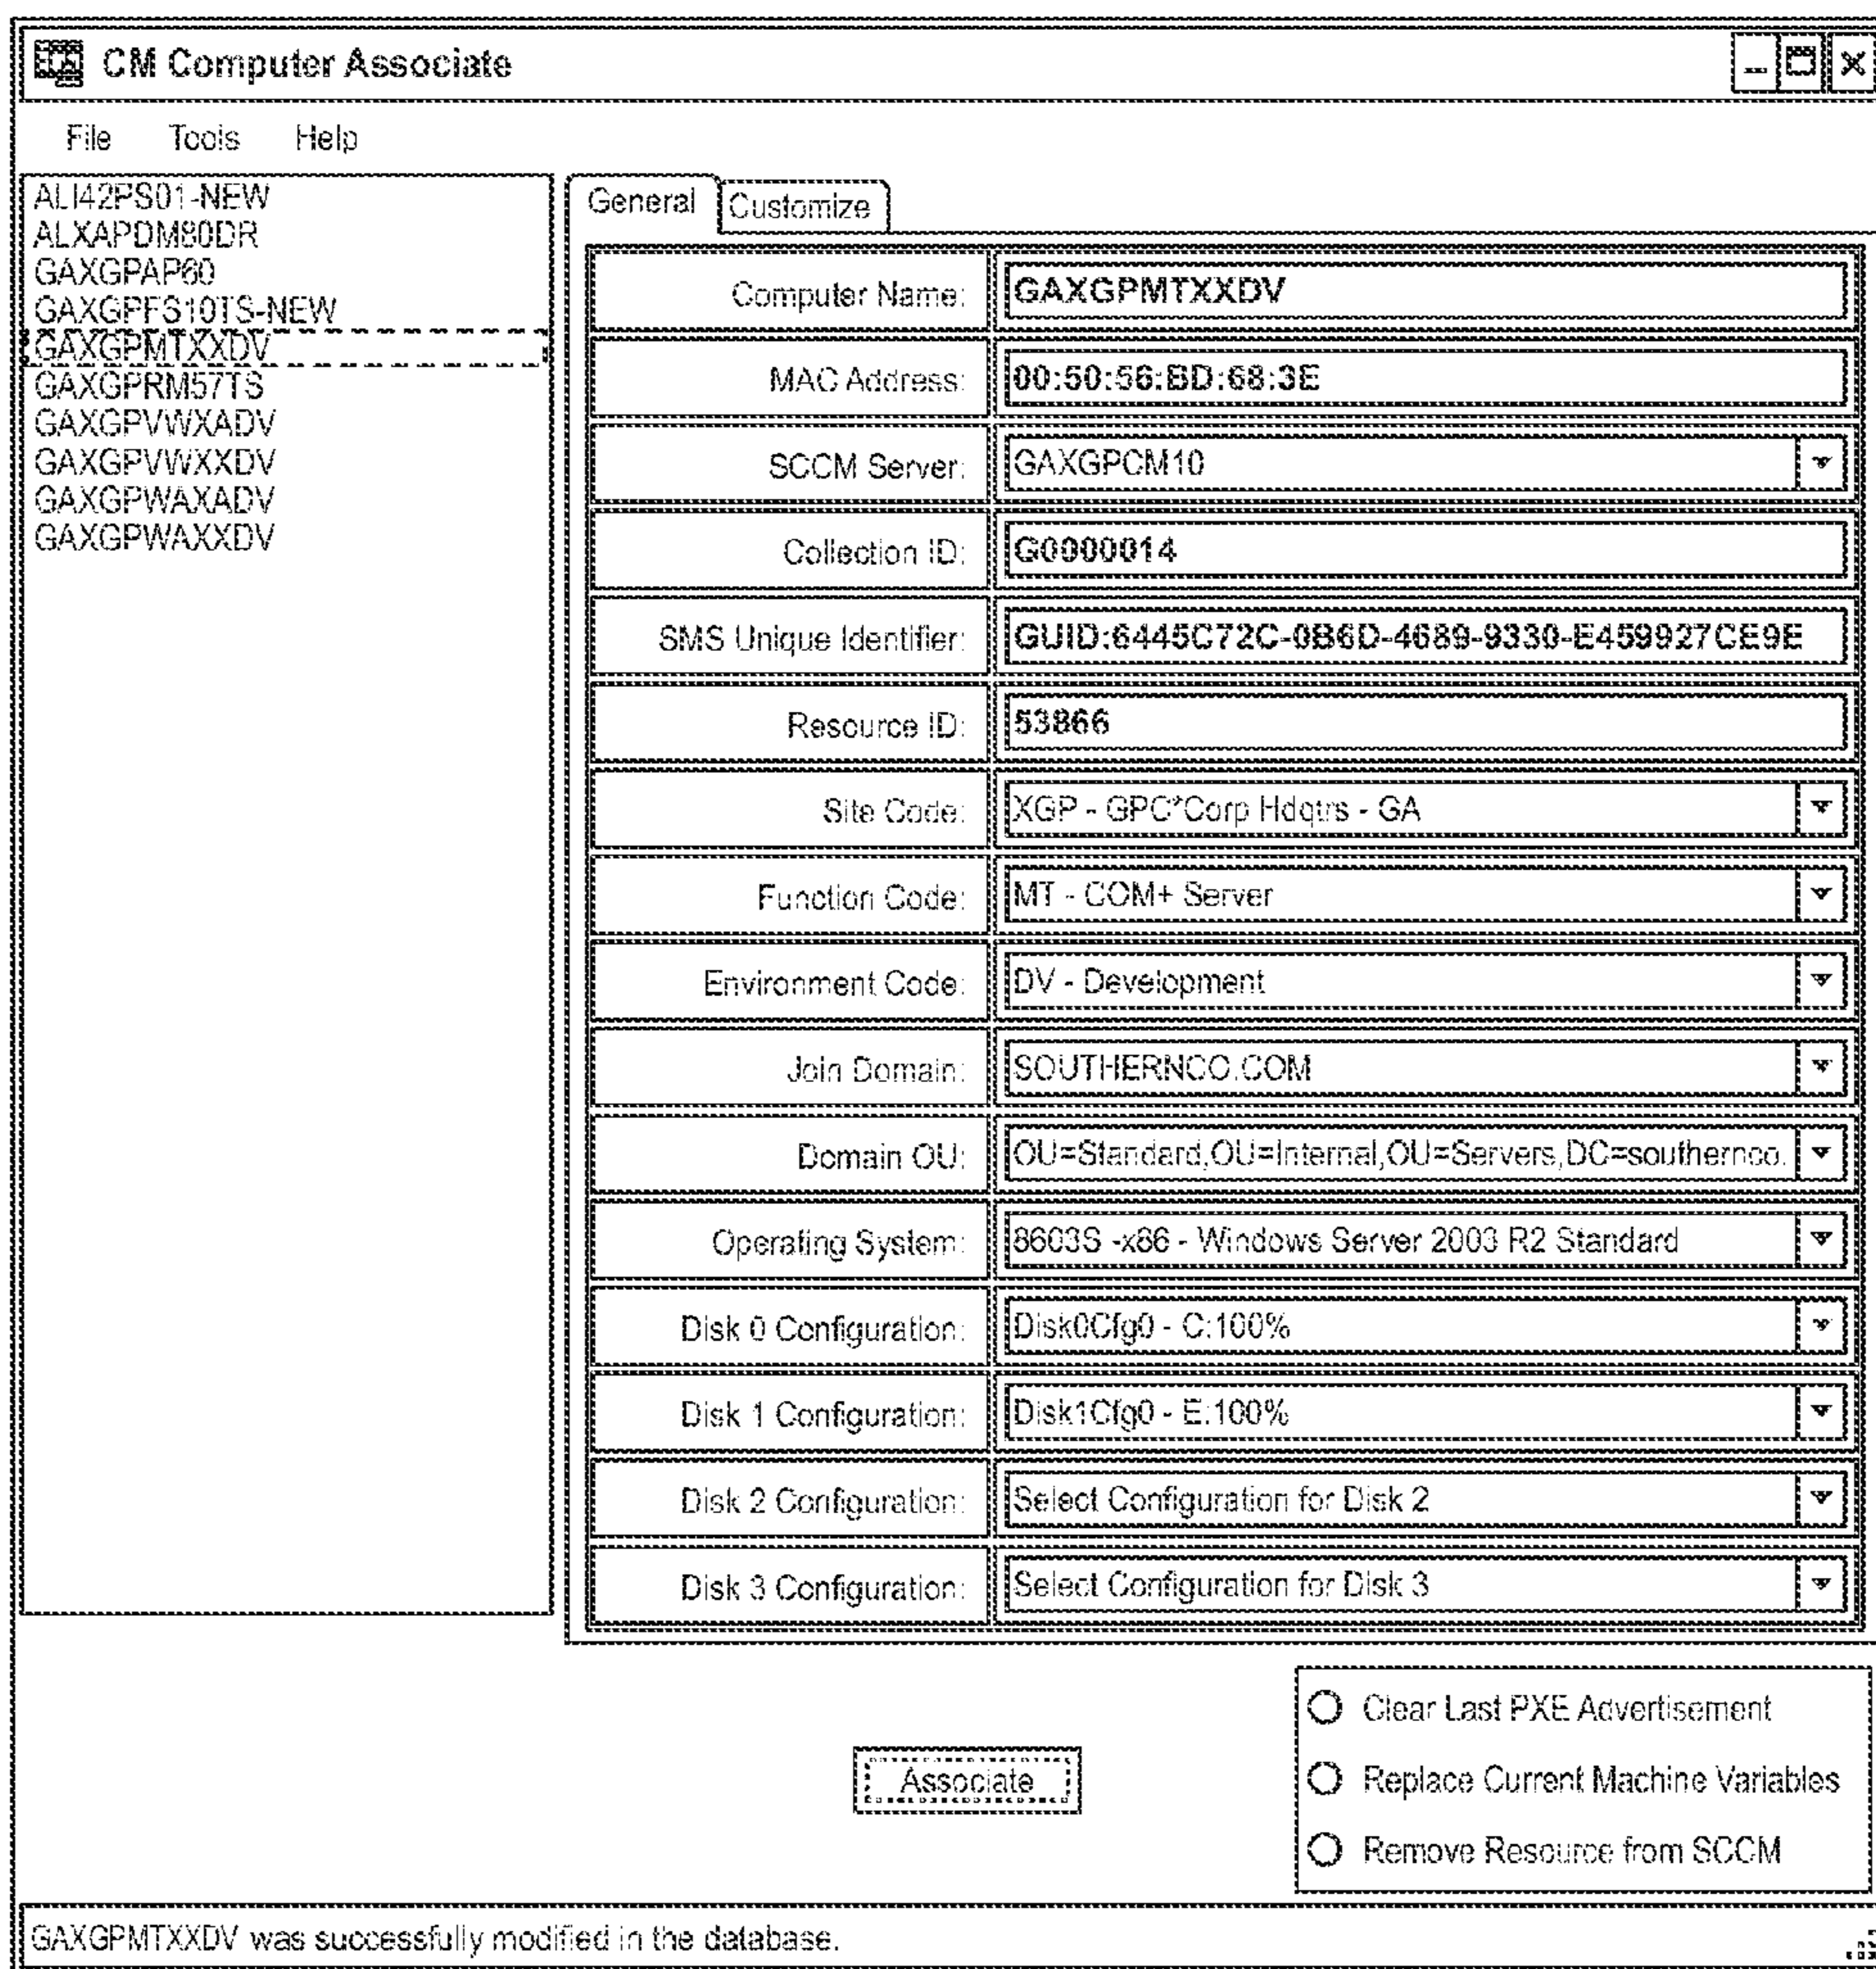 CM Computer Associate
File Tools Help
ALI42PS01-NEW
ALXAPDM80DR
GAXGPAP60
GAXGPFS10TS-NEW
GAXGPMTXXDV
GAXGPRM57TS
GAXGPVWXADV
GAXGPVWXXDV
GAXGPWAXADV
GAXGPWAXXDV
General Customize
Computer Name: GAXGPMTXXDV
MAC Address: 00:50:56:BD:68:3E
SCCM Server: GAXGPCM10
Collection ID: G0000014
SMS Unique Identifier: GUID:6445C72C-0B6D-4689-9330-E459927CE9E
Resource ID: 53866
Site Code: XGP - GPC*Corp Hdqtrs - GA
Function Code: MT - COM+ Server
Environment Code: DV - Development
Join Domain: SOUTHERNCO.COM
Domain OU: OU=Standard,OU=Internal,OU=Servers,DC=southernco.
Operating System: 8603S -x86 - Windows Server 2003 R2 Standard
Disk 0 Configuration: Disk0Cfg0 - C:100%
Disk 1 Configuration: Disk1Cfg0 - E:100%
Disk 2 Configuration: Select Configuration for Disk 2
Disk 3 Configuration: Select Configuration for Disk 3
Associate
Clear Last PXE Advertisement
Replace Current Machine Variables
Remove Resource from SCCM
GAXGPMTXXDV was successfully modified in the database.